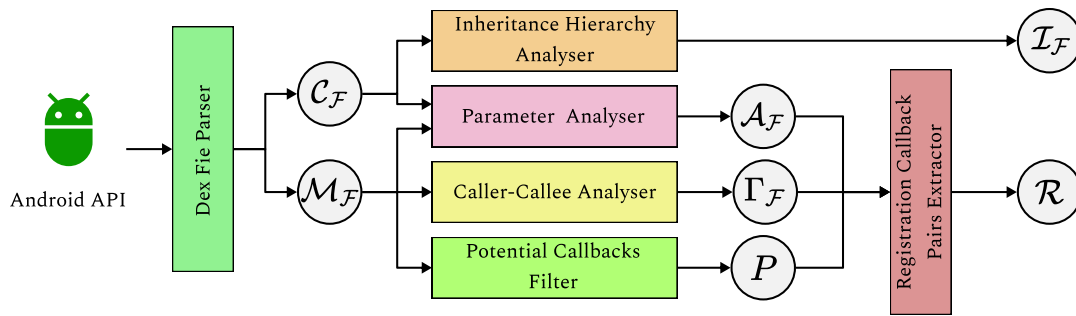 Android API
Dex Fie Parser
C_F
M_F
Inheritance Hierarchy
Analyser
Parameter Analyser
Caller-Callee Analyser
Potential Callbacks
Filter
A_F
Γ_F
P
Registration Callback
Pairs Extractor
I_F
R